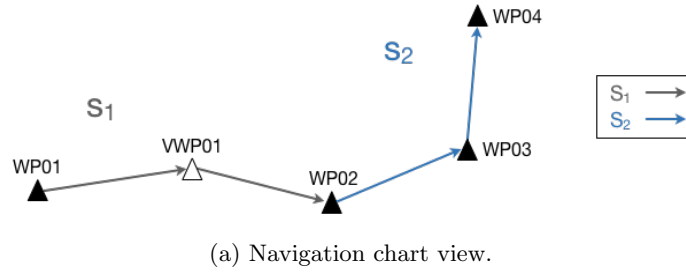 WP04
S2
S1
S1
S2
VWP01
WP01
WP02
WP03
(a) Navigation chart view.